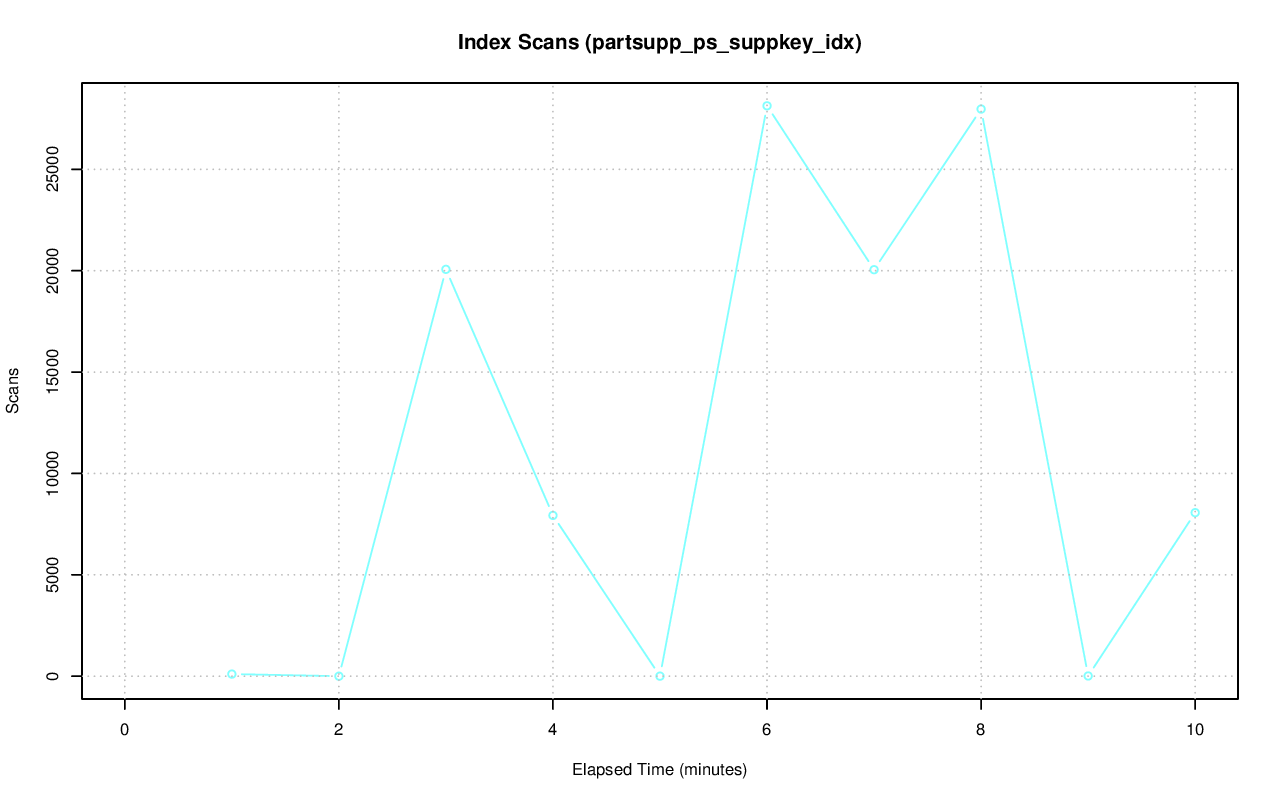 Index Scans (partsupp_ps_suppkey_idx)
25000
20000
15000
10000
5000
0
Scans
0 2 4 6 8 10
Elapsed Time (minutes)